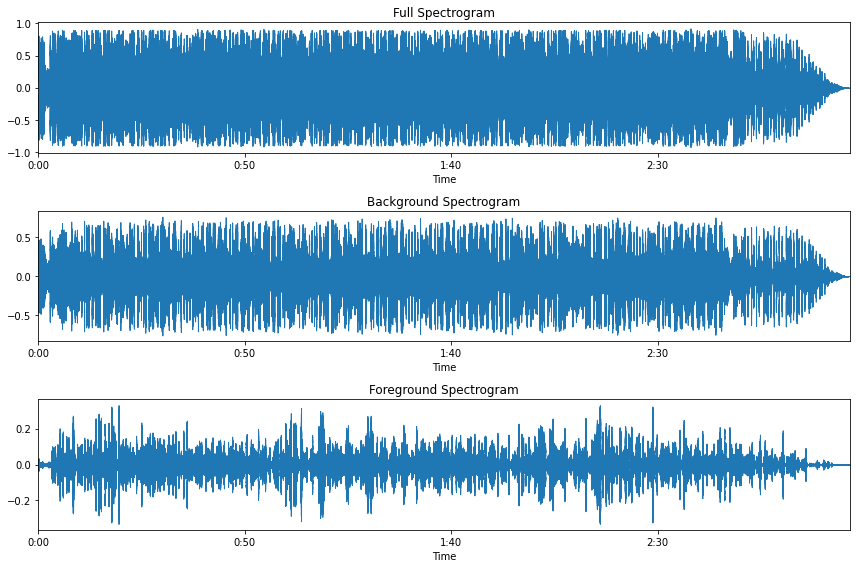 Full Spectrogram
1.0
0.5
0.0
−0.5
−1.0
0:00 0:50 1:40 2:30
Time
Background Spectrogram
0.5
0.0
−0.5
0:00 0:50 1:40 2:30
Time
Foreground Spectrogram
0.2
0.0
−0.2
0:00 0:50 1:40 2:30
Time